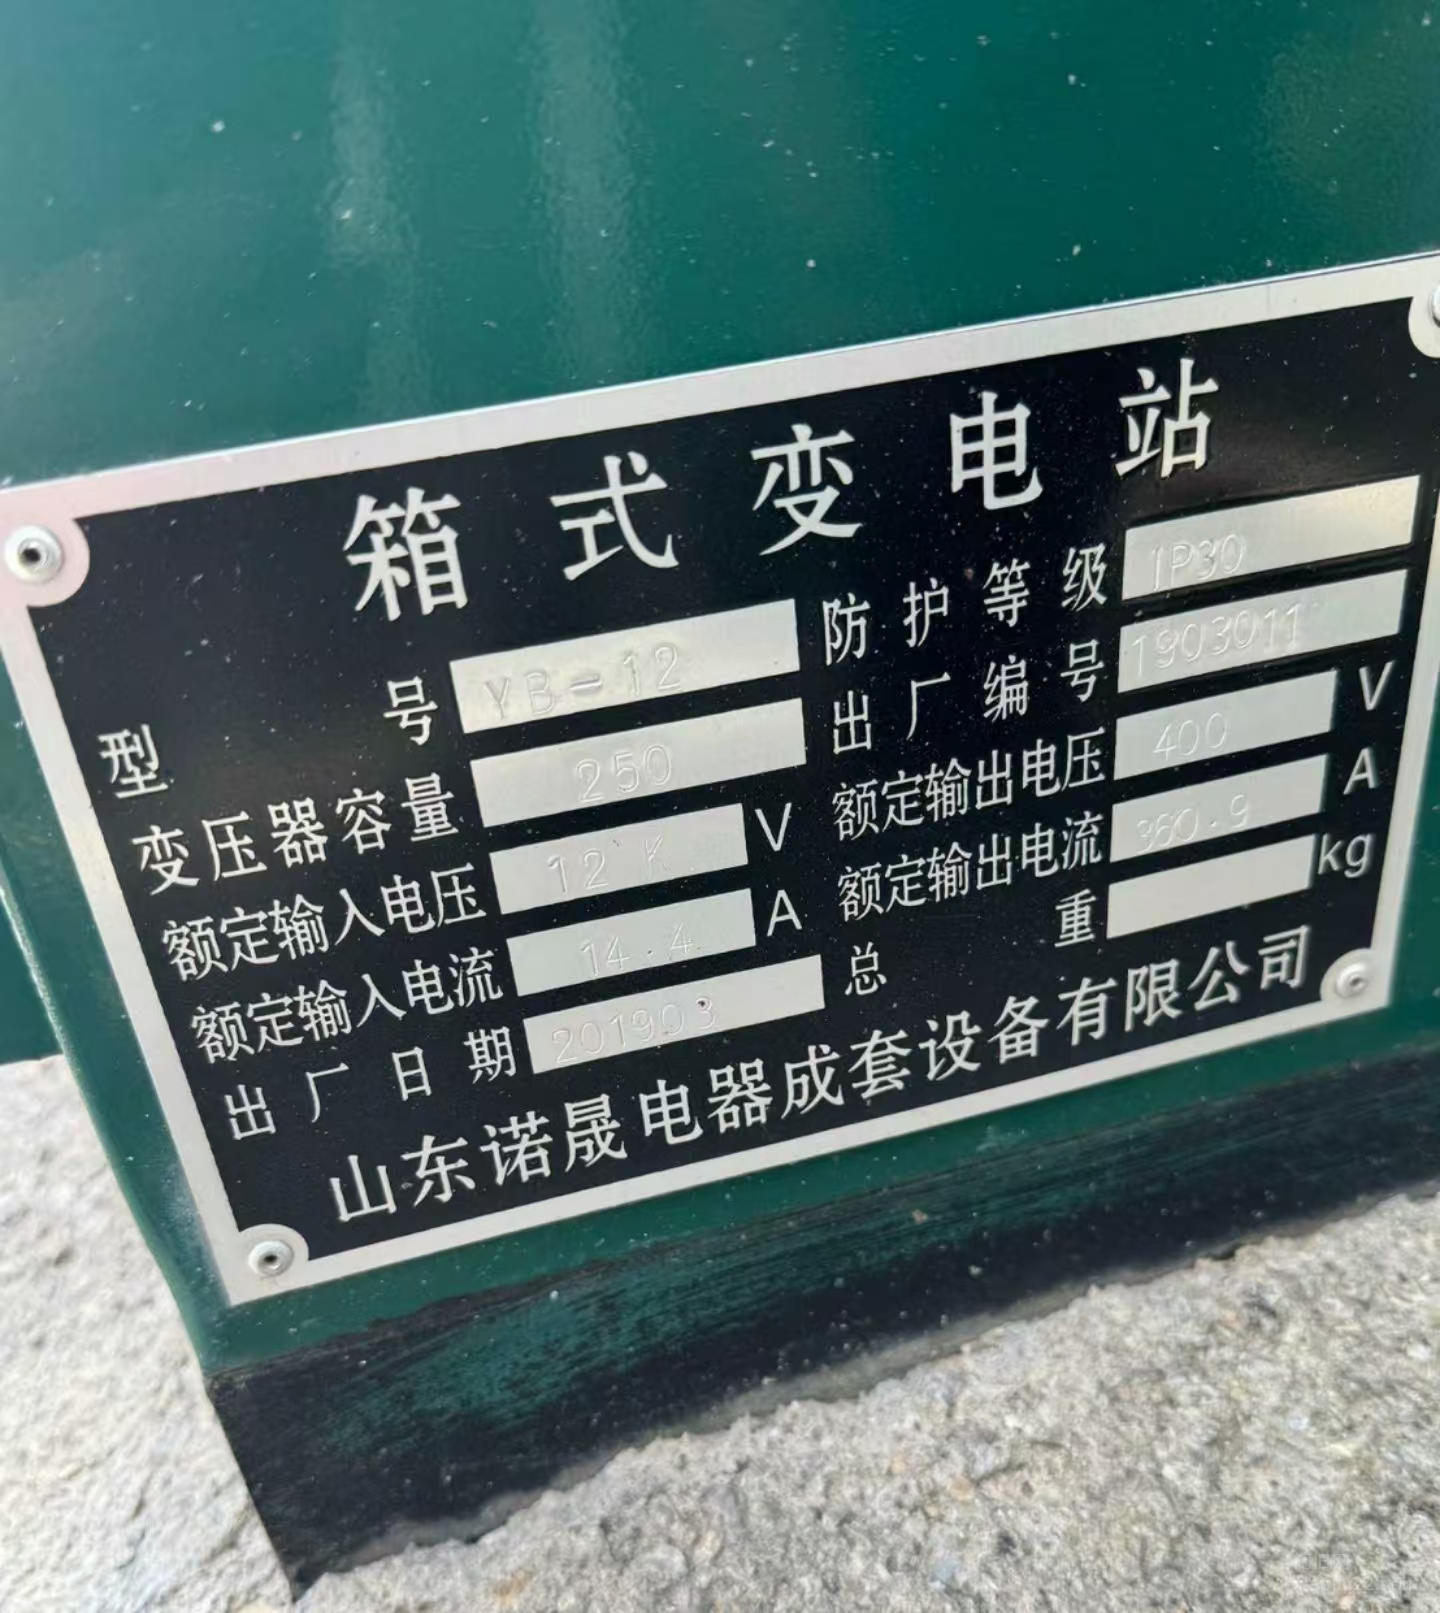 箱式变电站
型号 YB-12 防护等级 IP30
变压器容量 250 出厂编号 1903011
额定输入电压 12 K V 额定输出电压 400 V
额定输入电流 14.4 A 额定输出电流 360.9 A
出厂日期 201903 总重 kg
山东诺晟电器成套设备有限公司